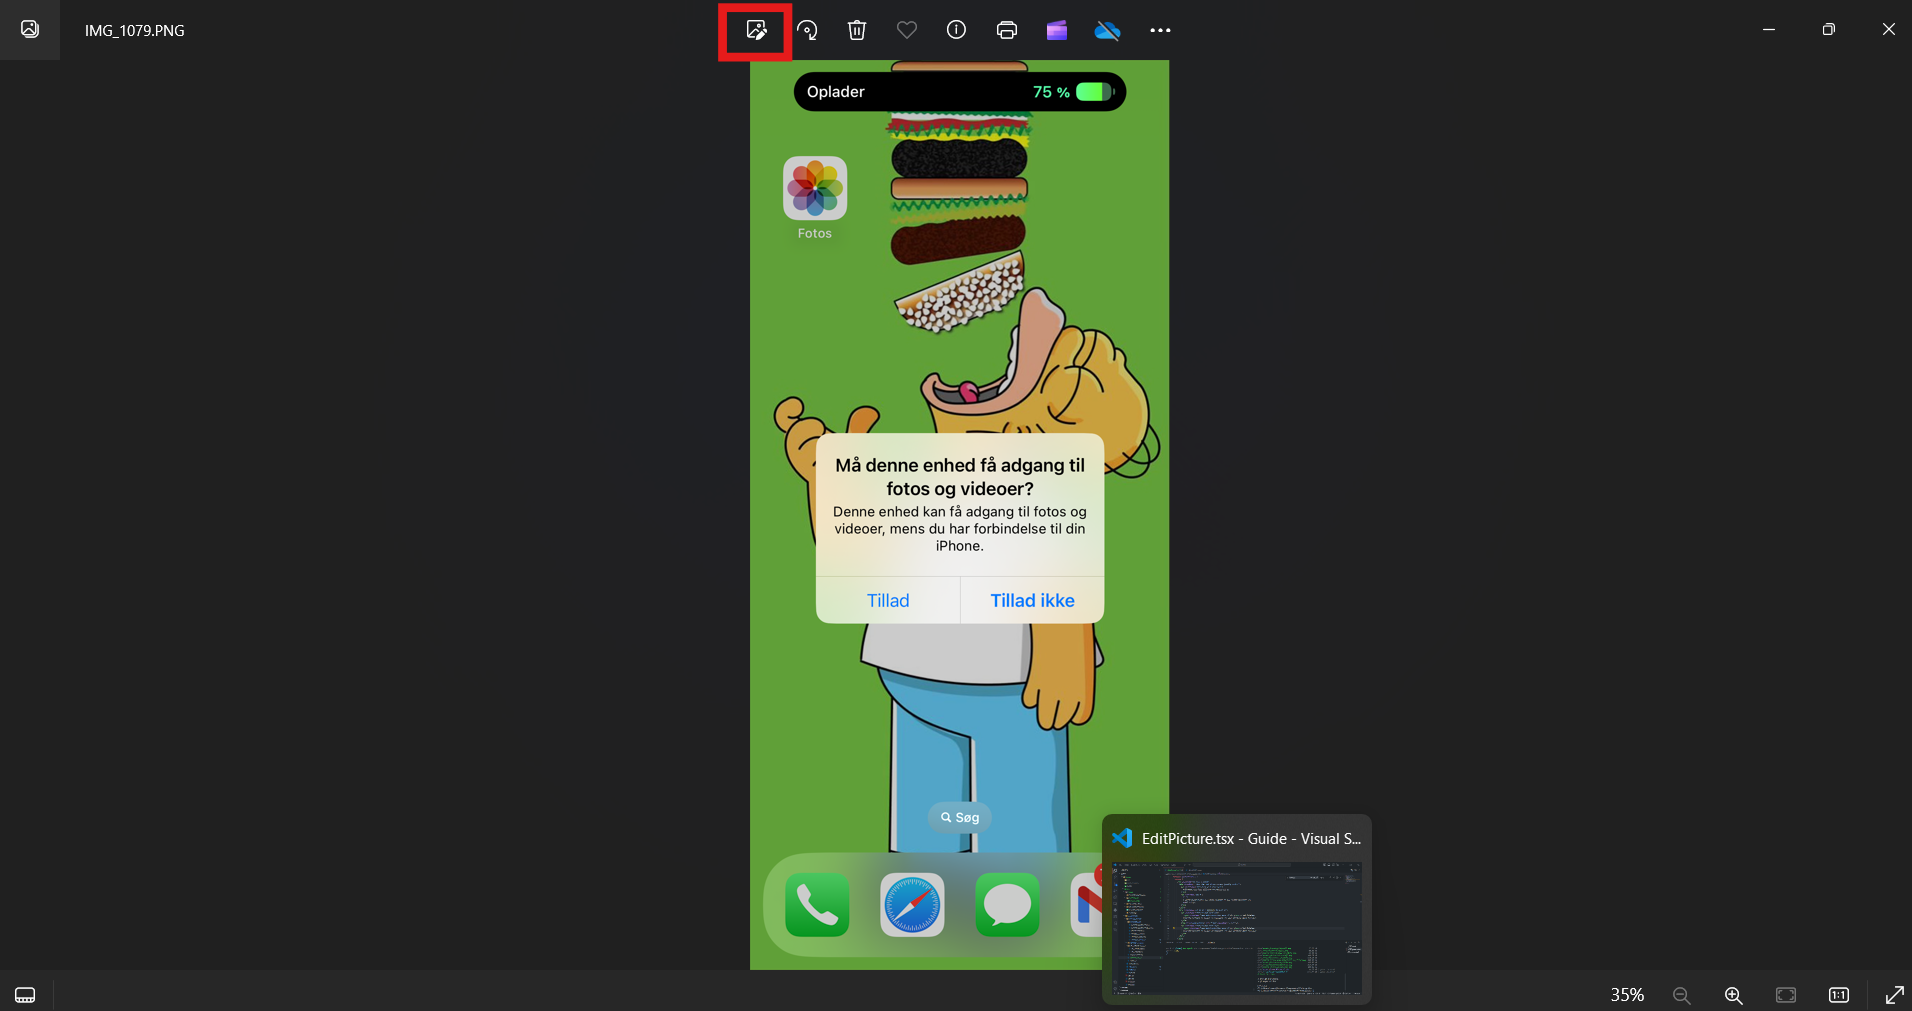 IMG_1079.PNG
Oplader 75 %
Fotos
Må denne enhed få adgang til
fotos og videoer?
Denne enhed kan få adgang til fotos og
videoer, mens du har forbindelse til din
iPhone.
Tillad Tillad ikke
Søg
EditPicture.tsx - Guide - Visual S...
35% 1:1